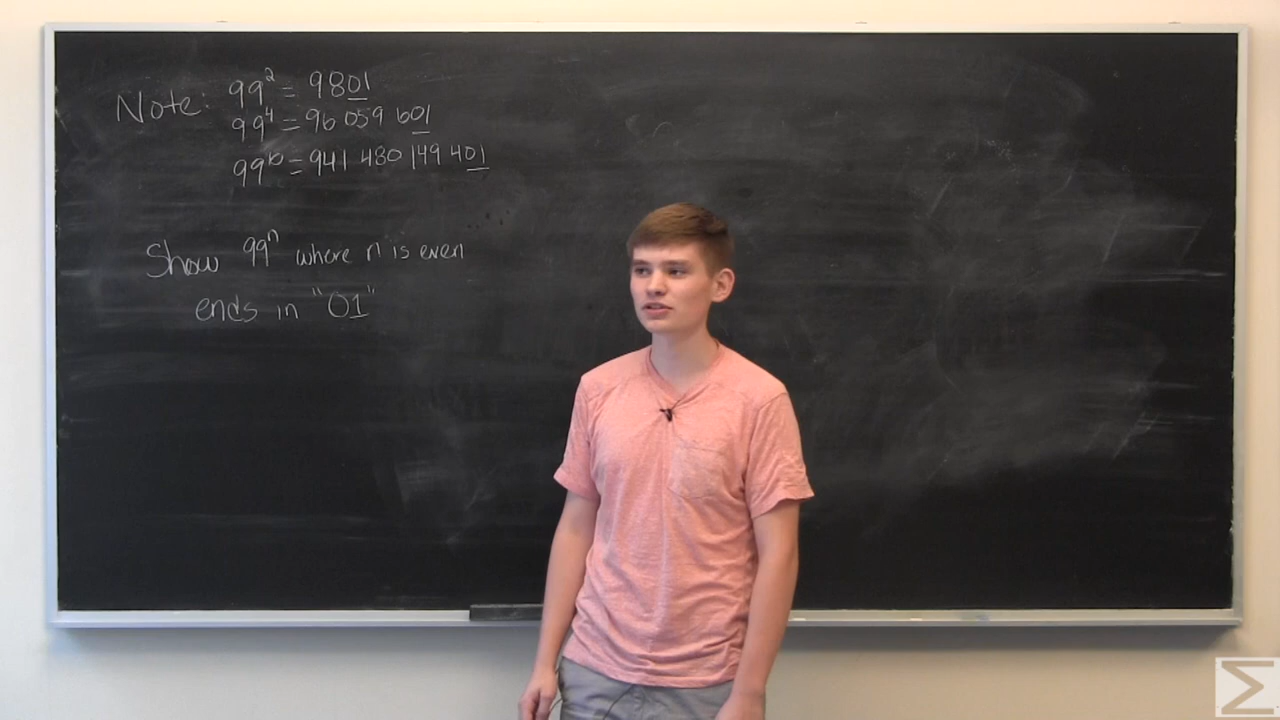 Note: 99² = 9801
99⁴ = 96 059 601
99¹⁰ = 941 480 149 401
Show 99ⁿ where n is even
ends in "01"
Σ